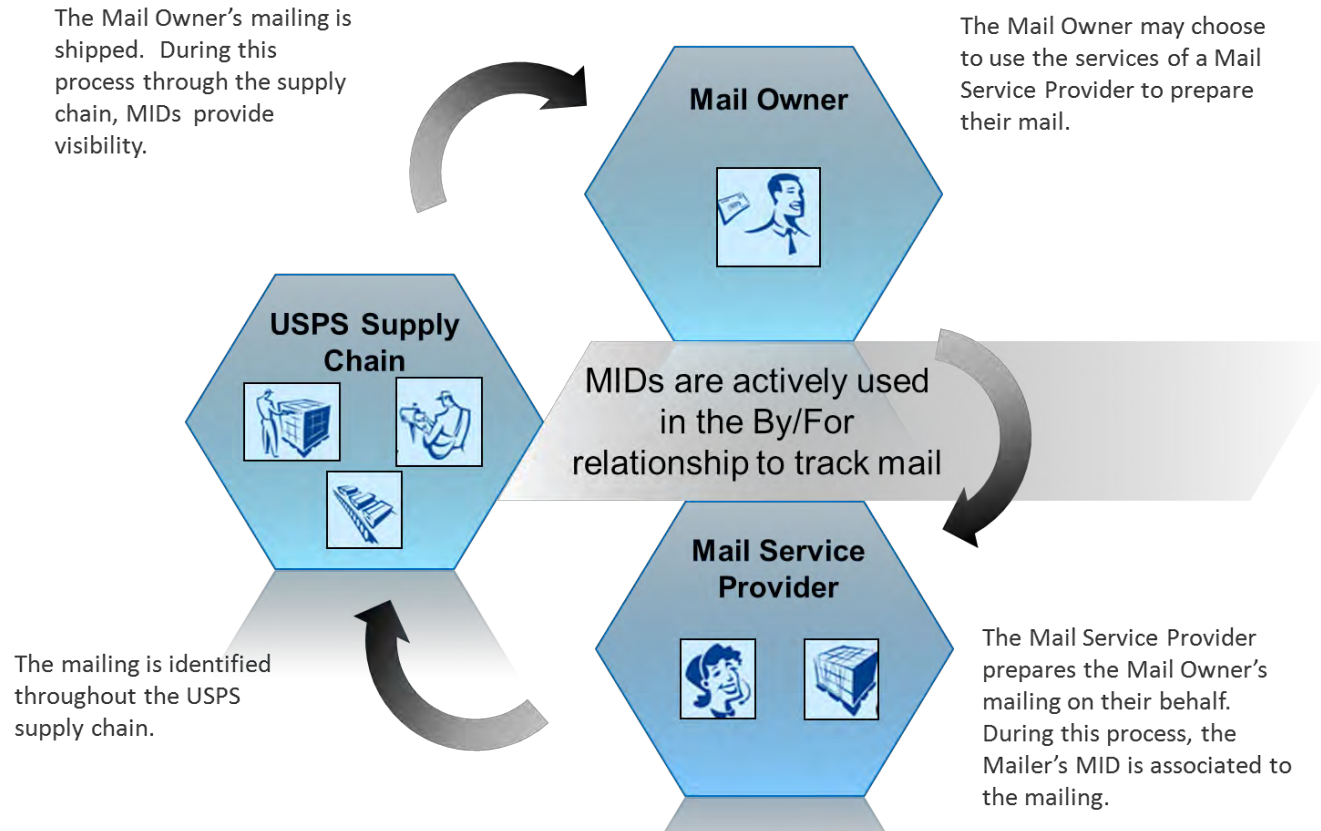 The Mail Owner’s mailing is
shipped.  During this
process through the supply
chain, MIDs  provide
visibility.
The Mail Owner may choose
to use the services of a Mail
Service Provider to prepare
their mail.
Mail Owner
USPS Supply
Chain
MIDs are actively used
in the By/For
relationship to track mail
Mail Service
Provider
The mailing is identified
throughout the USPS
supply chain.
The Mail Service Provider
prepares the Mail Owner’s
mailing on their behalf.
During this process, the
Mailer’s MID is associated to
the mailing.